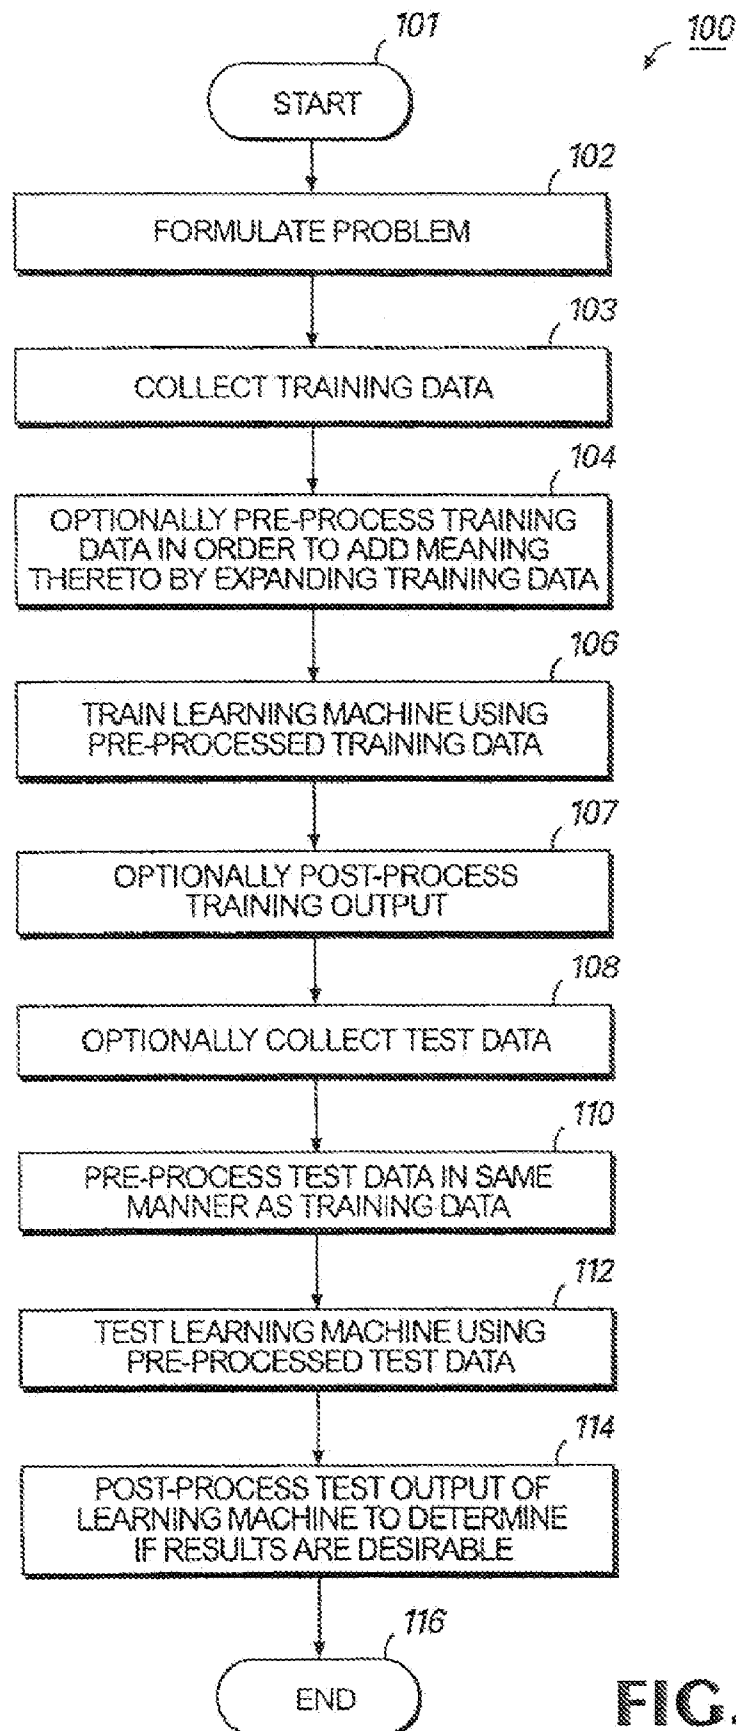 100
101
START
102
FORMULATE PROBLEM
103
COLLECT TRAINING DATA
104
OPTIONALLY PRE-PROCESS TRAINING
DATA IN ORDER TO ADD MEANING
THERETO BY EXPANDING TRAINING DATA
106
TRAIN LEARNING MACHINE USING
PRE-PROCESSED TRAINING DATA
107
OPTIONALLY POST-PROCESS
TRAINING OUTPUT
108
OPTIONALLY COLLECT TEST DATA
110
PRE-PROCESS TEST DATA IN SAME
MANNER AS TRAINING DATA
112
TEST LEARNING MACHINE USING
PRE-PROCESSED TEST DATA
114
POST-PROCESS TEST OUTPUT OF
LEARNING MACHINE TO DETERMINE
IF RESULTS ARE DESIRABLE
116
END
FIG.